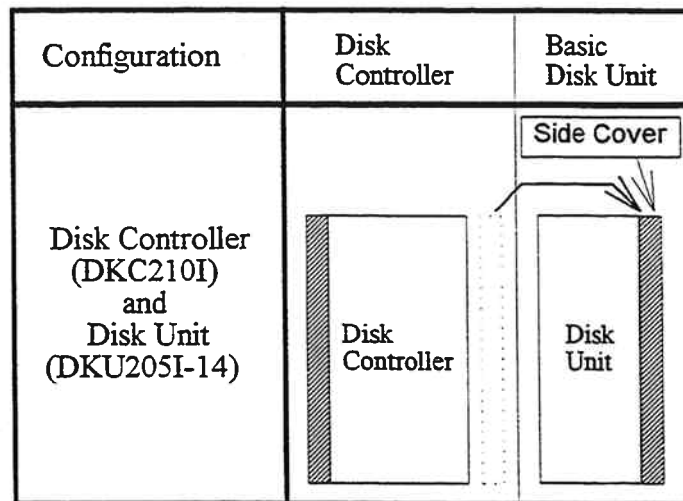 Configuration
Disk
Controller
Basic
Disk Unit
Side Cover
Disk Controller
(DKC210I)
and
Disk Unit
(DKU205I-14)
Disk
Controller
Disk
Unit